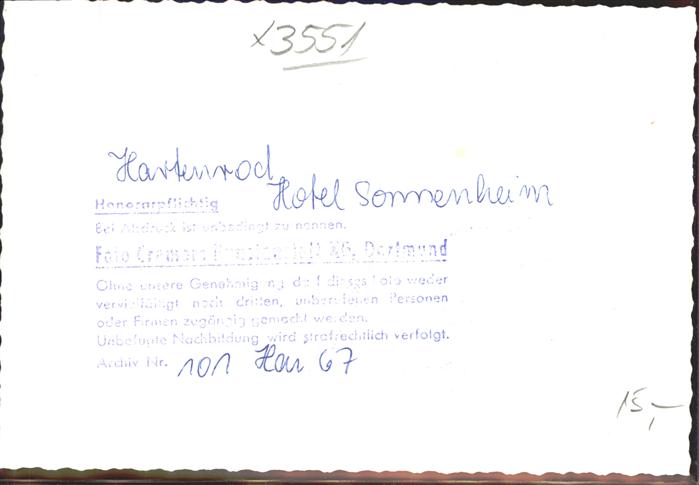 x3551
Hartenrod
Hotel Sonnenheim
Honorarpflichtig
Bei Abdruck ist unbedingt zu nennen.
Foto Cramers Kunstanstalt KG. Dortmund
Ohne unsere Genehmigung darf dieses Foto weder
vervielfältigt noch dritten, unberufenen Personen
oder Firmen zugängig gemacht werden.
Unbefugte Nachbildung wird strafrechtlich verfolgt.
Archiv Nr. 101 Har 67
15,–